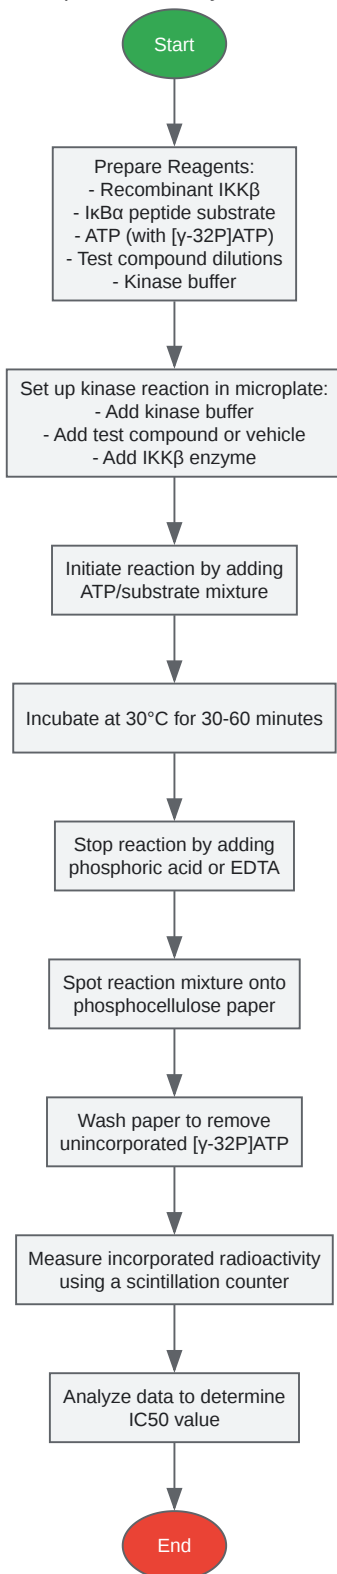 Start
Prepare Reagents:
- Recombinant IKKβ
- IκBα peptide substrate
- ATP (with [γ-32P]ATP)
- Test compound dilutions
- Kinase buffer
Set up kinase reaction in microplate:
- Add kinase buffer
- Add test compound or vehicle
- Add IKKβ enzyme
Initiate reaction by adding
ATP/substrate mixture
Incubate at 30°C for 30-60 minutes
Stop reaction by adding
phosphoric acid or EDTA
Spot reaction mixture onto
phosphocellulose paper
Wash paper to remove
unincorporated [γ-32P]ATP
Measure incorporated radioactivity
using a scintillation counter
Analyze data to determine
IC50 value
End